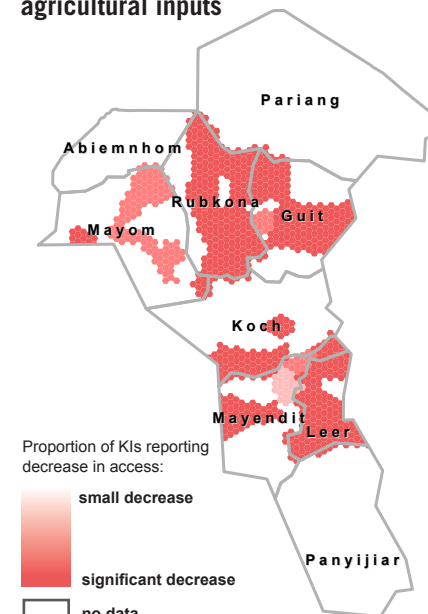 agricultural inputs
Pariang
Abiemnhom
Rubkona
Guit
Mayom
Koch
Mayendit
Leer
Proportion of KIs reporting
decrease in access:
small decrease
Panyijiar
significant decrease
no data